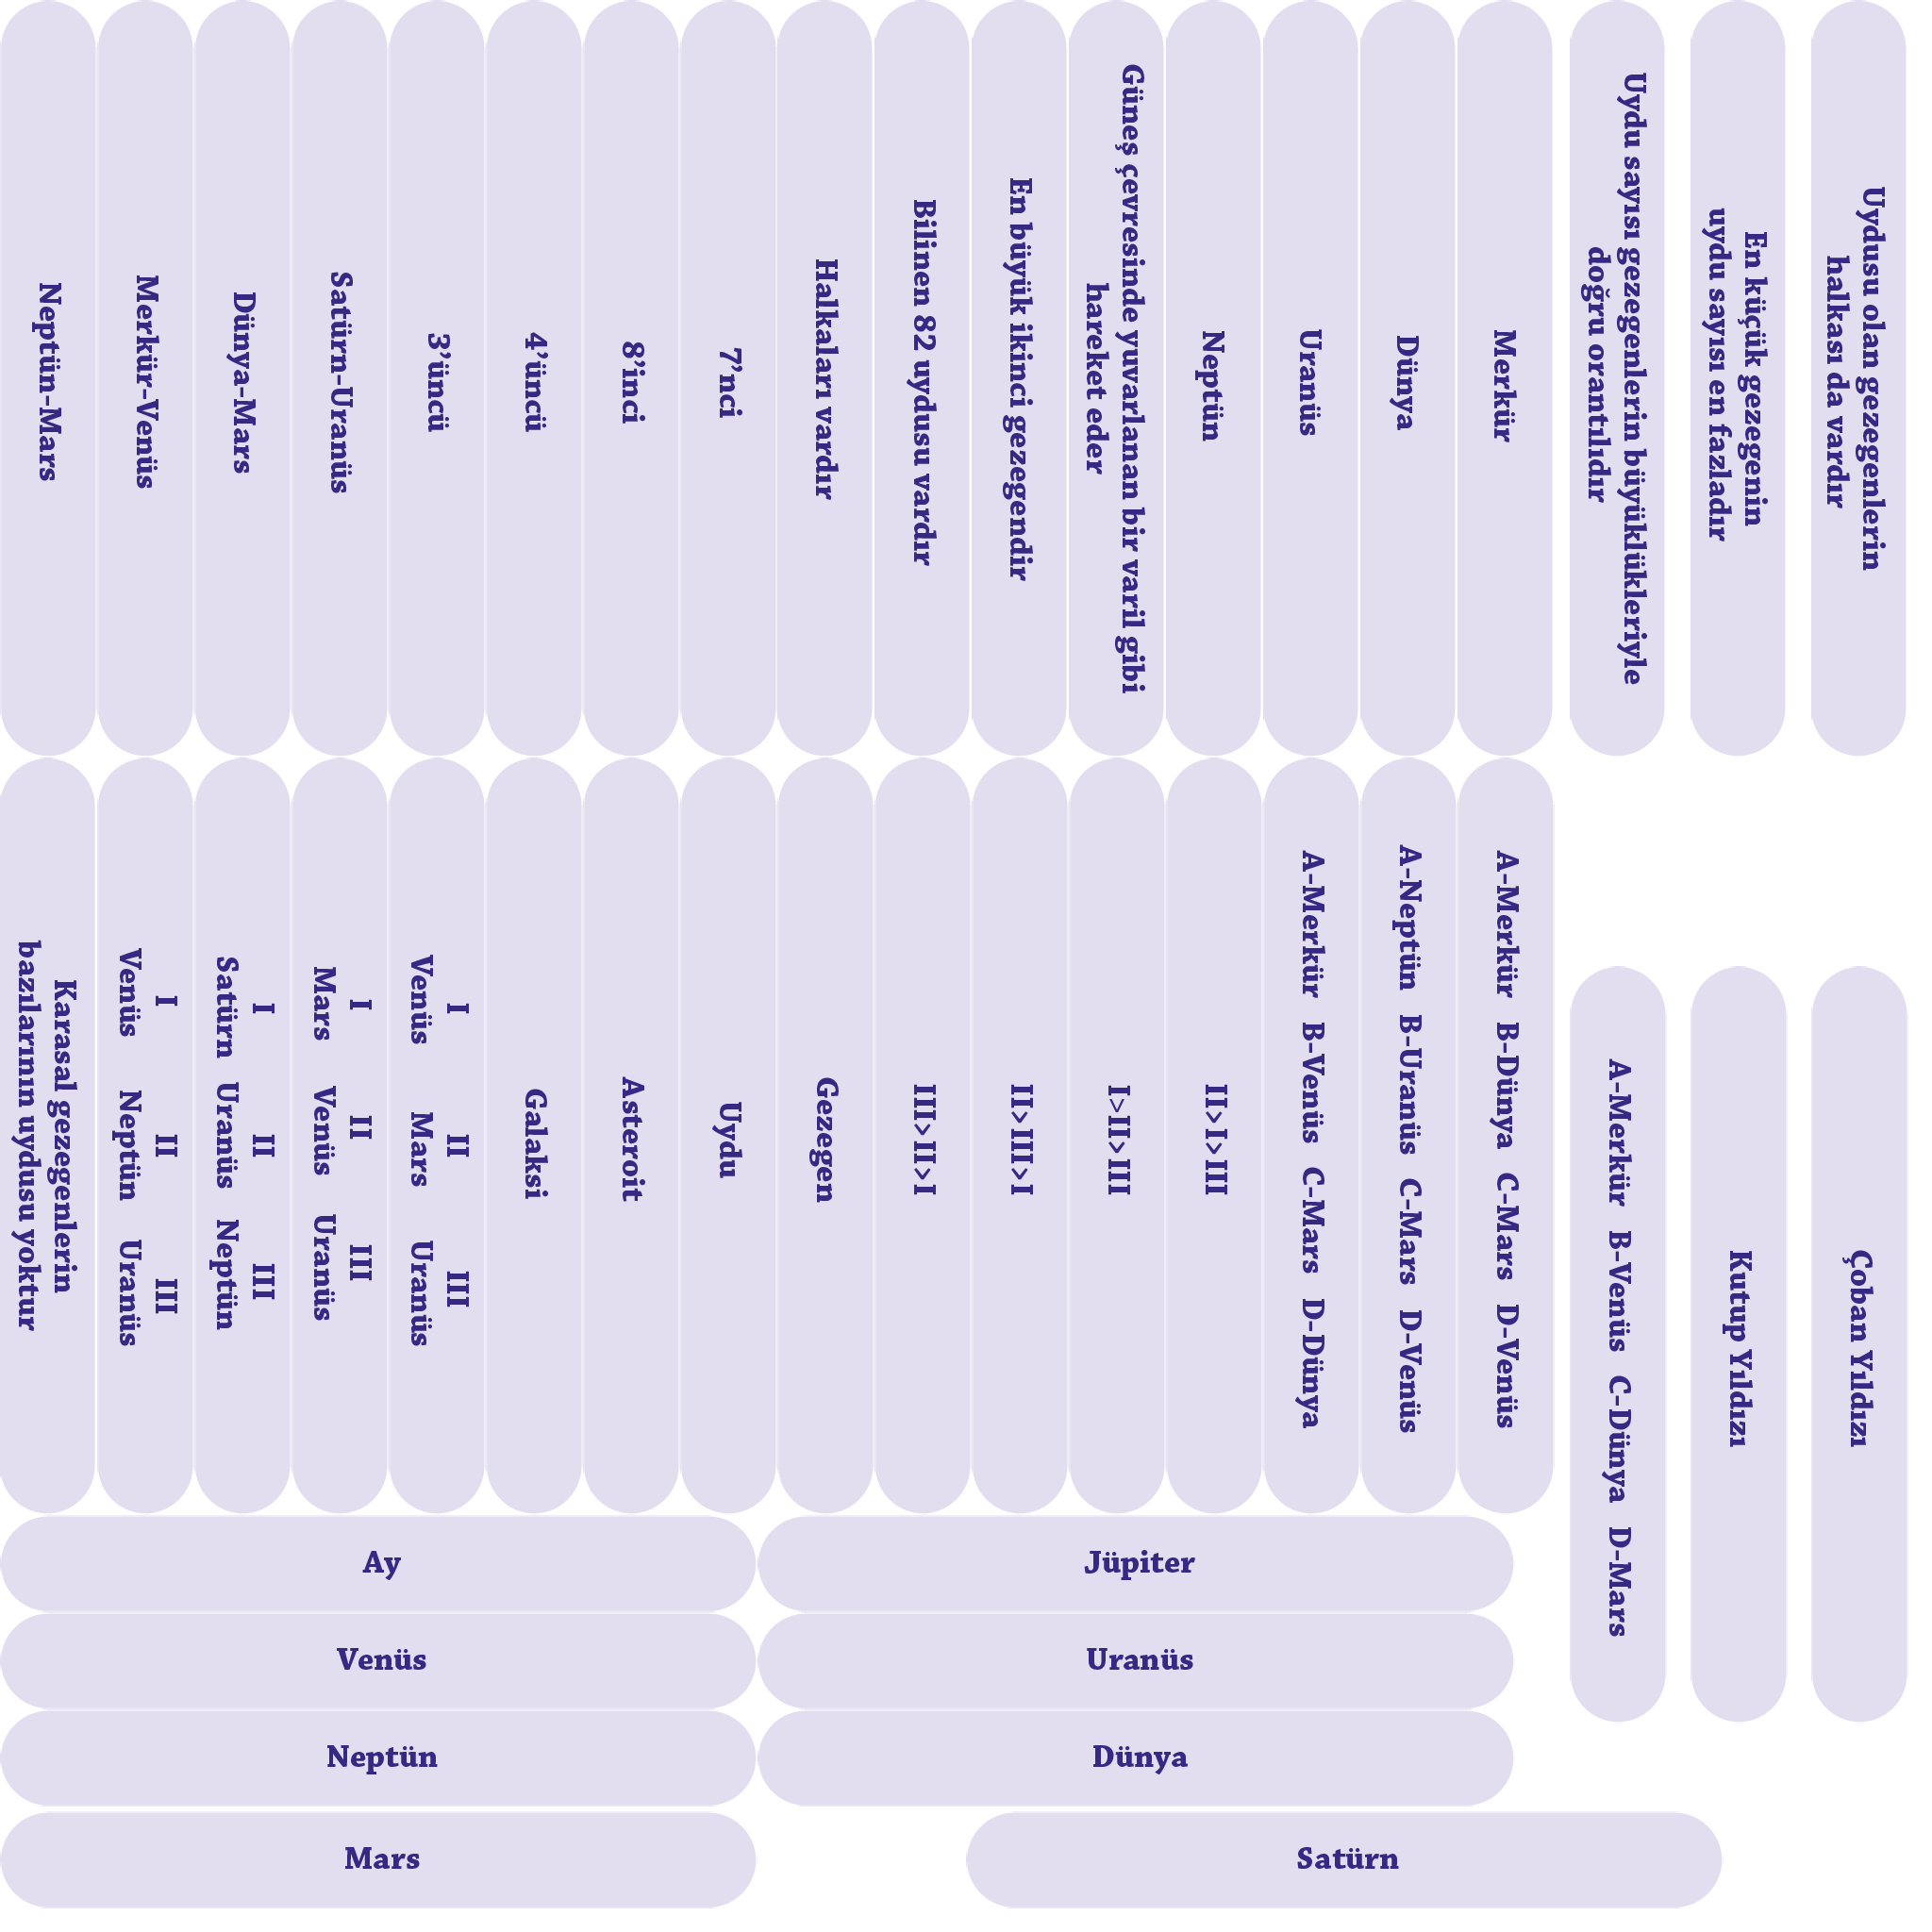 Neptün-Mars
Merkür-Venüs
Dünya-Mars
Satürn-Uranüs
3’üncü
4’üncü
8’inci
7’nci
Halkaları vardır
Bilinen 82 uydusu vardır
En büyük ikinci gezegendir
Güneş çevresinde yuvarlanan bir varil gibi
hareket eder
Neptün
Uranüs
Dünya
Merkür
Uydu sayısı gezegenlerin büyüklükleriyle
doğru orantılıdır
En küçük gezegenin
uydu sayısı en fazladır
Uydusu olan gezegenlerin
halkası da vardır
Karasal gezegenlerin
bazılarının uydusu yoktur
I II III
Venüs Neptün Uranüs
I II III
Satürn Uranüs Neptün
I II III
Mars Venüs Uranüs
I II III
Venüs Mars Uranüs
Galaksi
Asteroit
Uydu
Gezegen
III>II>I
II>III>I
I>II>III
II>I>III
A-Merkür B-Venüs C-Mars D-Dünya
A-Neptün B-Uranüs C-Mars D-Venüs
A-Merkür B-Dünya C-Mars D-Venüs
A-Merkür B-Venüs C-Dünya D-Mars
Kutup Yıldızı
Çoban Yıldızı
Ay
Jüpiter
Venüs
Uranüs
Neptün
Dünya
Mars
Satürn